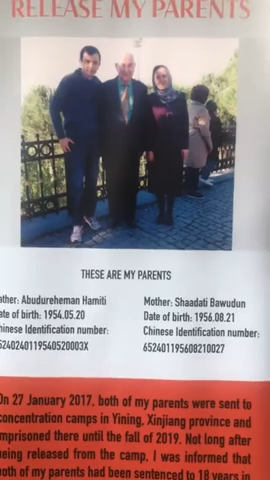 RELEASE MY PARENTS
THESE ARE MY PARENTS
ather: Abudureheman Hamiti
ate of birth: 1954.05.20
hinese Identification number:
52402401195405​20003X
Mother: Shaadati Bawudun
Date of birth: 1956.08.21
Chinese Identification number:
652401195608210027
On 27 January 2017, both of my parents were sent to
concentration camps in Yining, Xinjiang province and
mprisoned there until the fall of 2019. Not long after
being released from the camp, I was informed that
oth of my parents had been sentenced to 18 years in